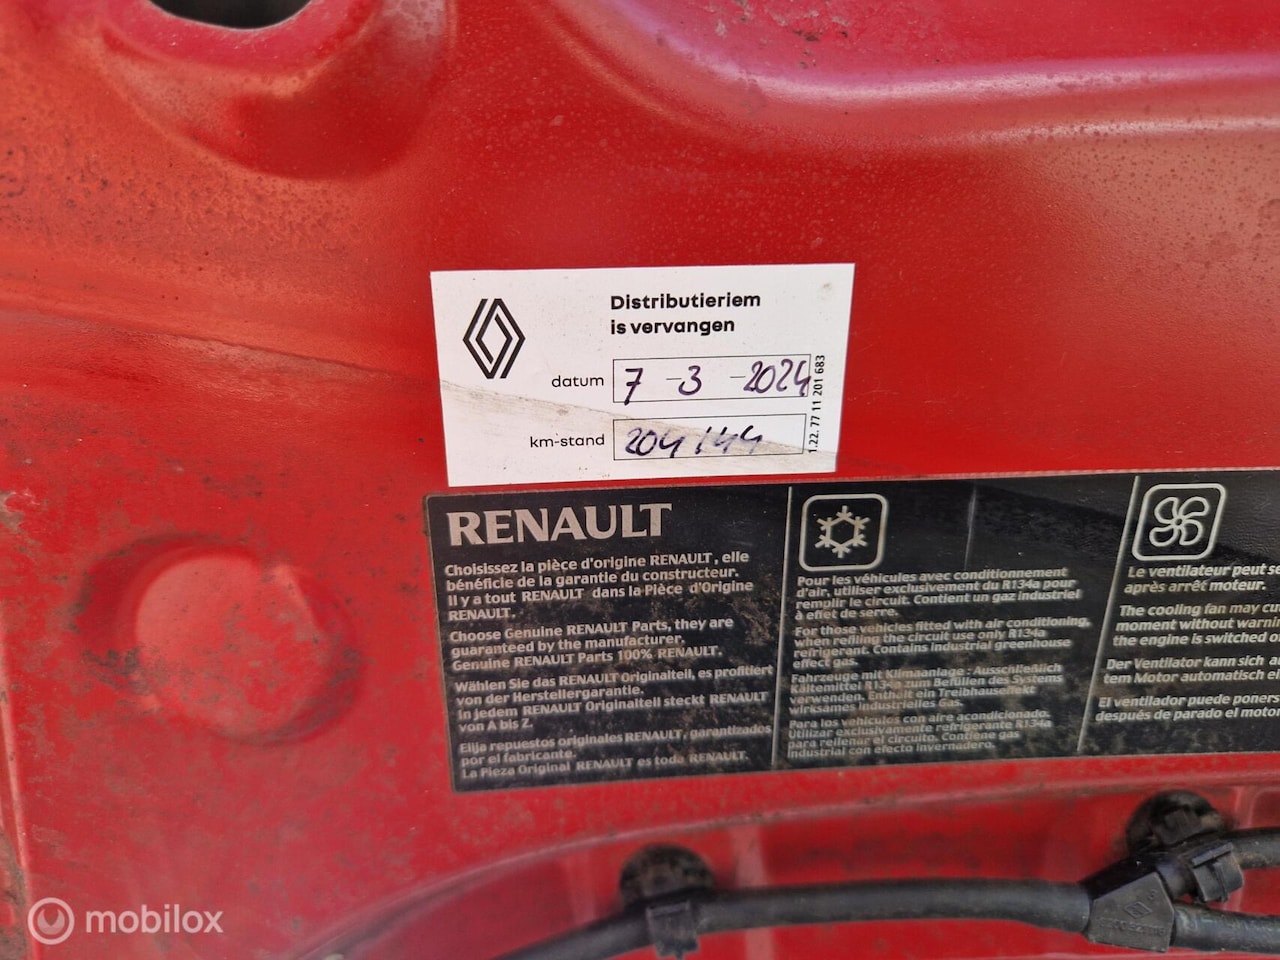 Distributieriem
is vervangen
datum 7-3-2024
km-stand 204144
1.22. 77 11 201 683
RENAULT
Choisissez la pièce d'origine RENAULT, elle
bénéficie de la garantie du constructeur.
Il y a tout RENAULT dans la Pièce d'Origine
RENAULT.
Choose Genuine RENAULT Parts, they are
guaranteed by the manufacturer.
Genuine RENAULT Parts 100% RENAULT.
Wählen Sie das RENAULT Originalteil, es profitiert
von der Herstellergarantie.
In jedem RENAULT Originalteil steckt RENAULT
von A bis Z.
Elija repuestos originales RENAULT, garantizados
por el fabricante.
La Pieza Original RENAULT es toda RENAULT.
Pour les véhicules avec conditionnement
d'air, utiliser exclusivement du R134a pour
remplir le circuit. Contient un gaz industriel
à effet de serre.
For those vehicles fitted with air conditioning,
when refilling the circuit use only R134a
refrigerant. Contains industrial greenhouse
effect gas.
Fahrzeuge mit Klimaanlage : Ausschließlich
Kältemittel R134a zum Befüllen des Systems
verwenden. Enthält ein Treibhauseffekt
wirksames industrielles Gas.
Para los vehículos con aire acondicionado.
Utilizar exclusivamente refrigerante R134a
para rellenar el circuito. Contiene gas
industrial con efecto invernadero.
Le ventilateur peut se
après arrêt moteur.
The cooling fan may cu
moment without warnin
the engine is switched o
Der Ventilator kann sich a
tem Motor automatisch ei
El ventilador puede poners
después de parado el motor
mobilox